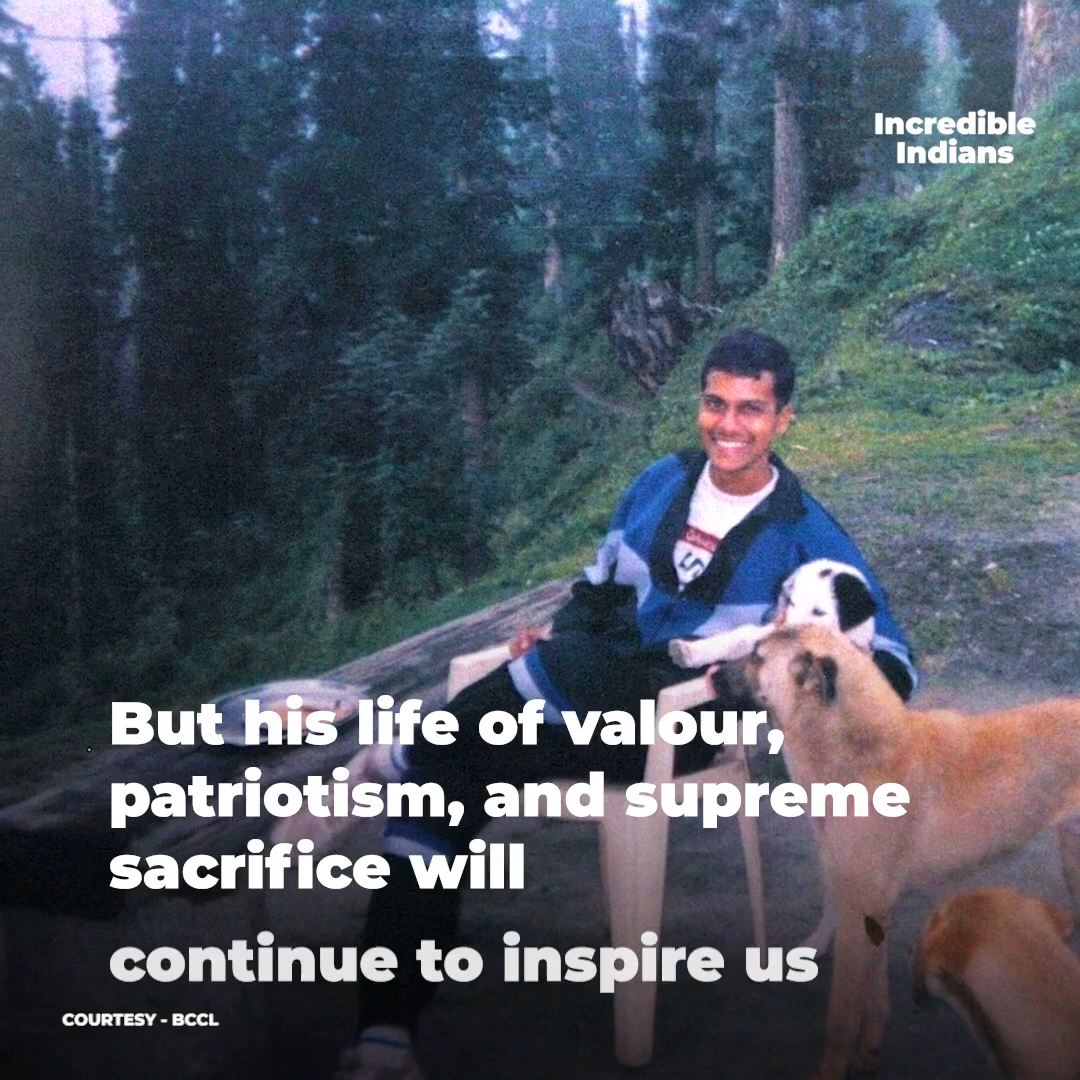 Incredible
Indians
But his life of valour,
patriotism, and supreme
sacrifice will
continue to inspire us
COURTESY - BCCL